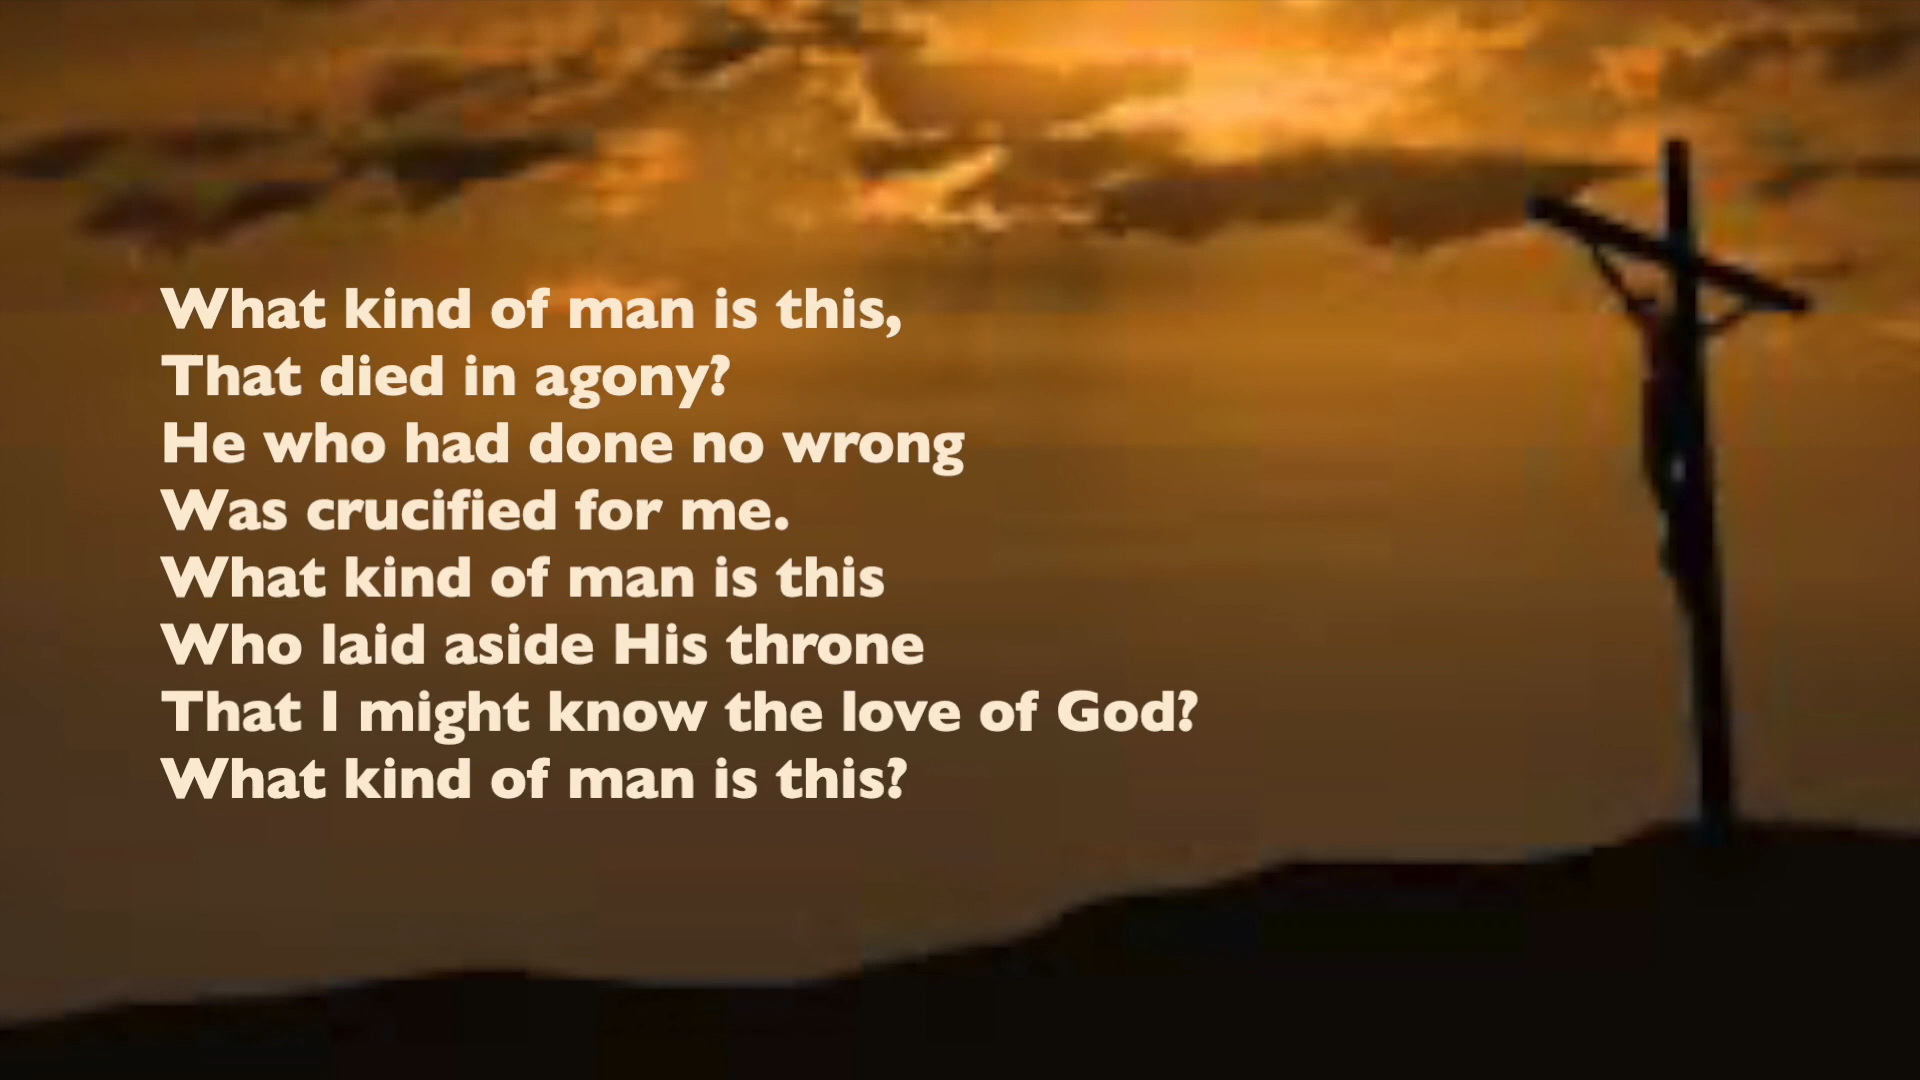 What kind of man is this,
That died in agony?
He who had done no wrong
Was crucified for me.
What kind of man is this
Who laid aside His throne
That I might know the love of God?
What kind of man is this?